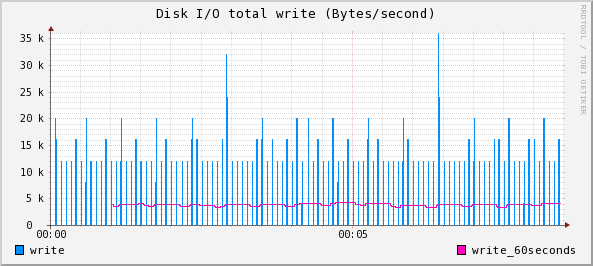 Disk I/O total write (Bytes/second)
RRDTOOL / TOBI OETIKER
35 k
30 k
25 k
20 k
15 k
10 k
5 k
0
00:00 00:05
write write_60seconds